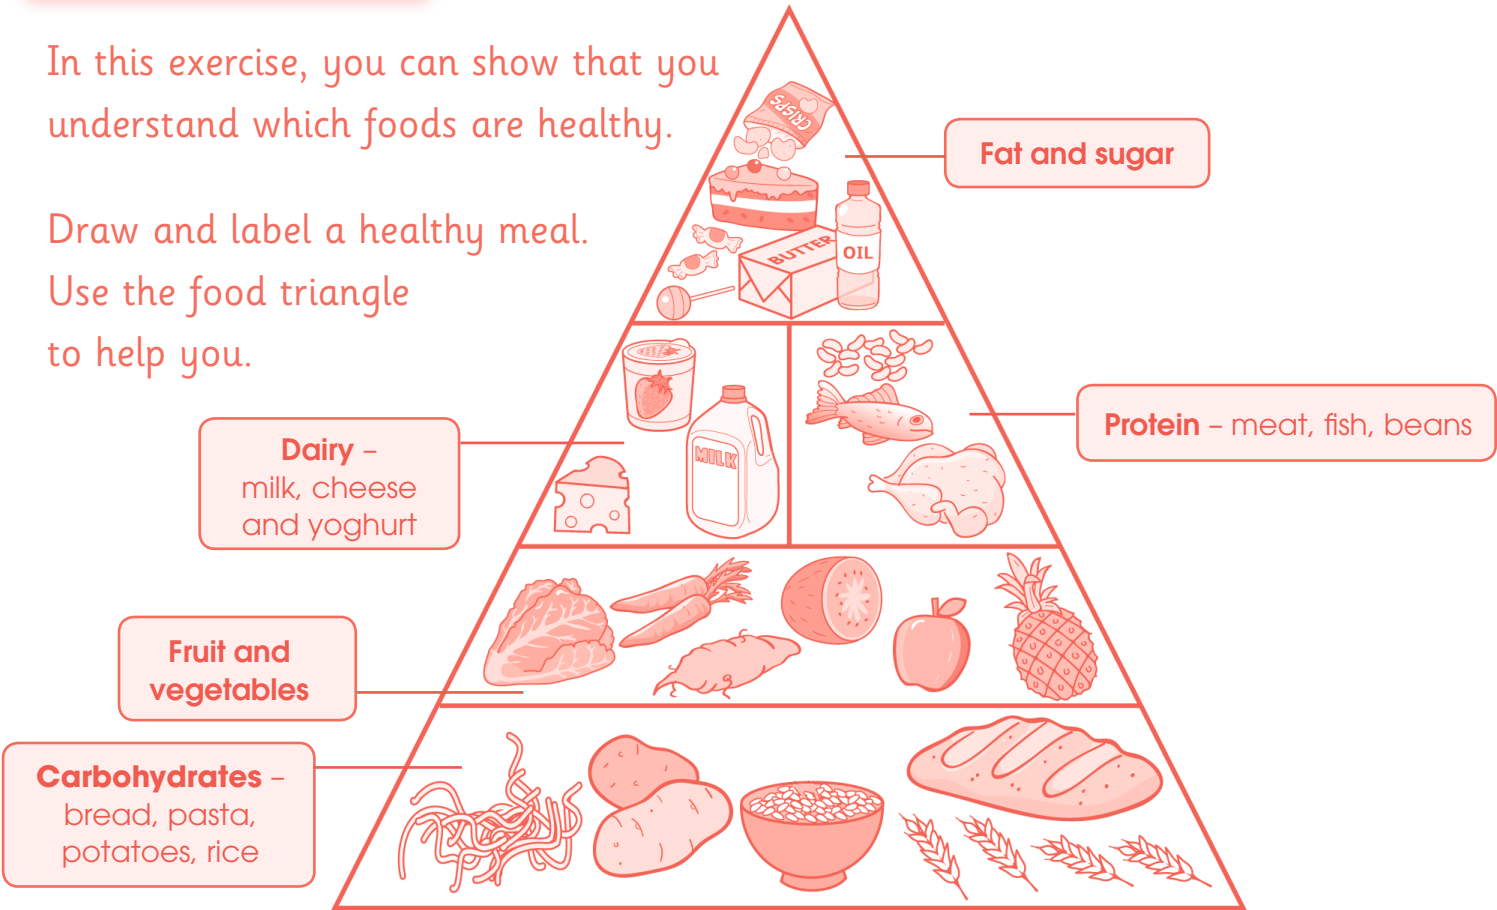 In this exercise, you can show that you
understand which foods are healthy.
Draw and label a healthy meal.
Use the food triangle
to help you.
CRISPS
Fat and sugar
BUTTER
OIL
Dairy –
milk, cheese
and yoghurt
MILK
Protein – meat, fish, beans
Fruit and
vegetables
Carbohydrates –
bread, pasta,
potatoes, rice